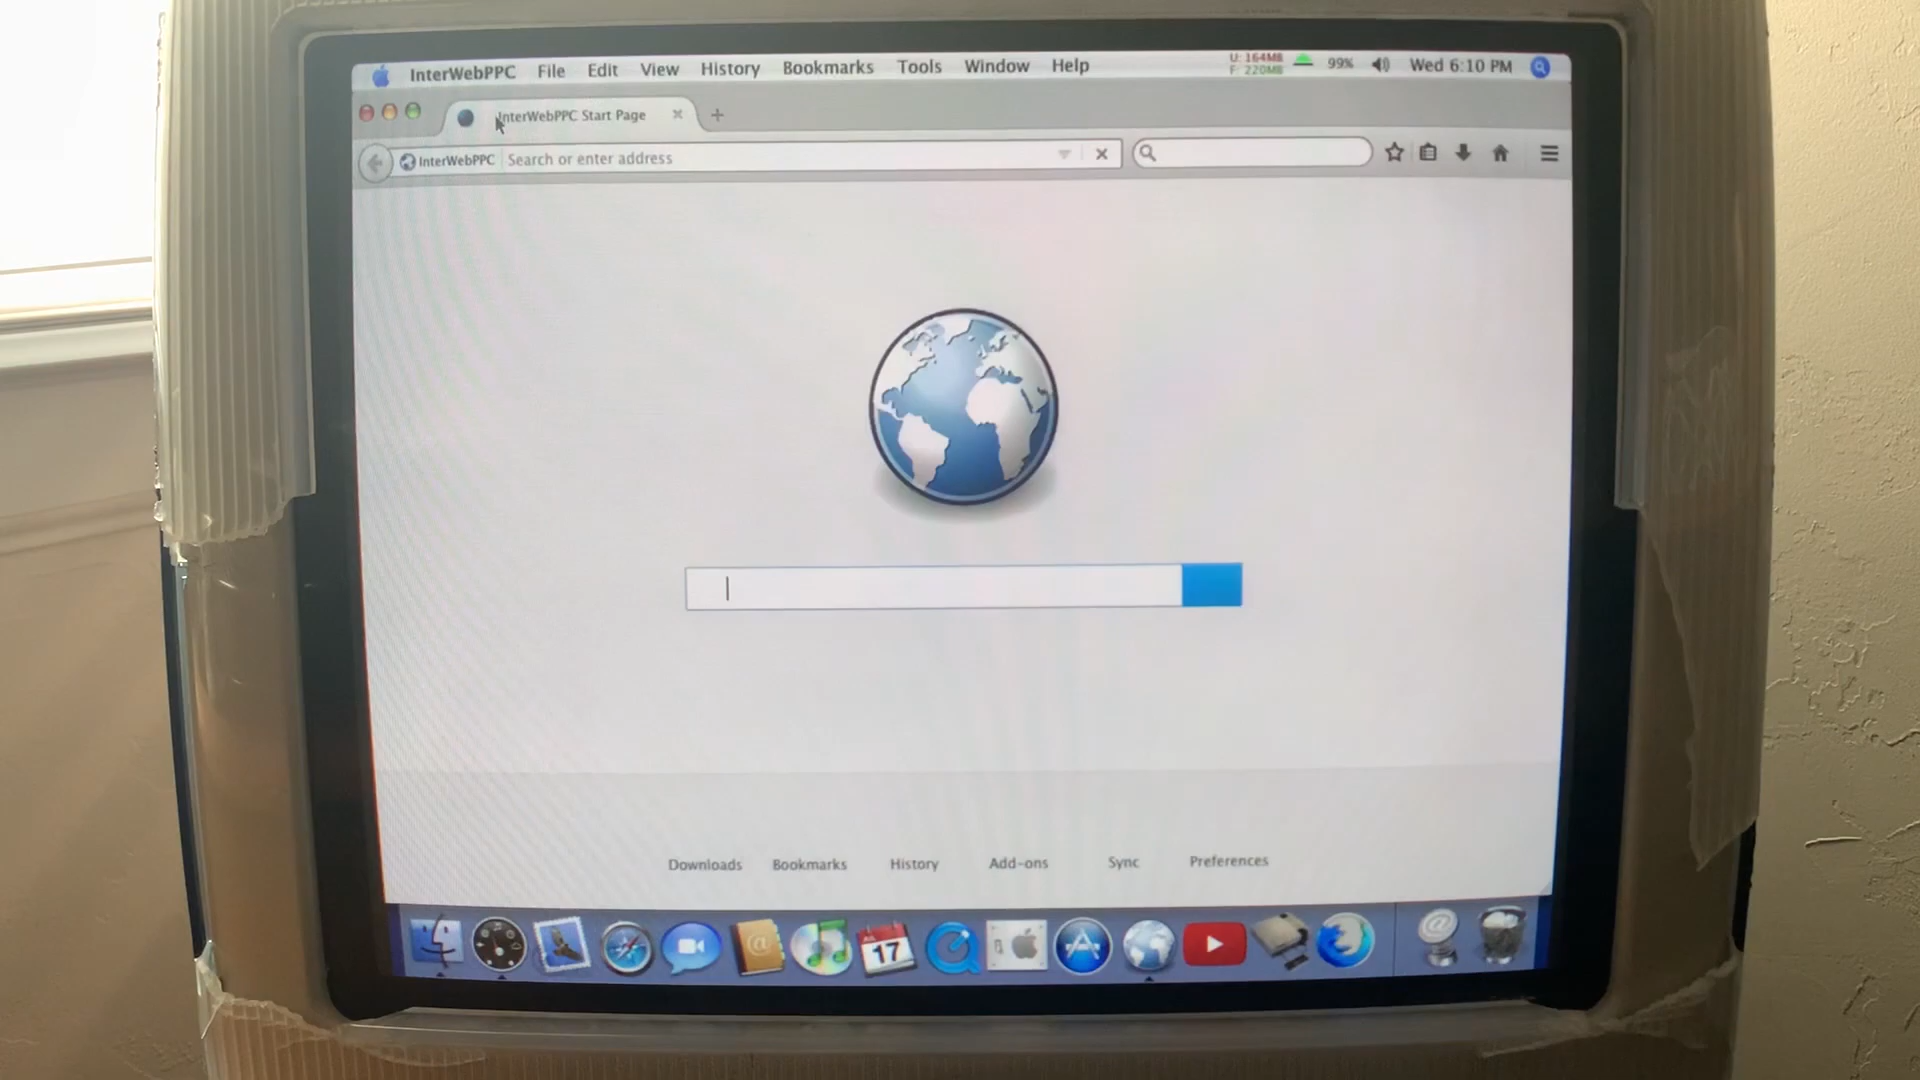 InterWebPPC File Edit View History Bookmarks Tools Window Help U: 164MB F: 220MB 99% Wed 6:10 PM
InterWebPPC Start Page
InterWebPPC Search or enter address
Downloads Bookmarks History Add-ons Sync Preferences
17